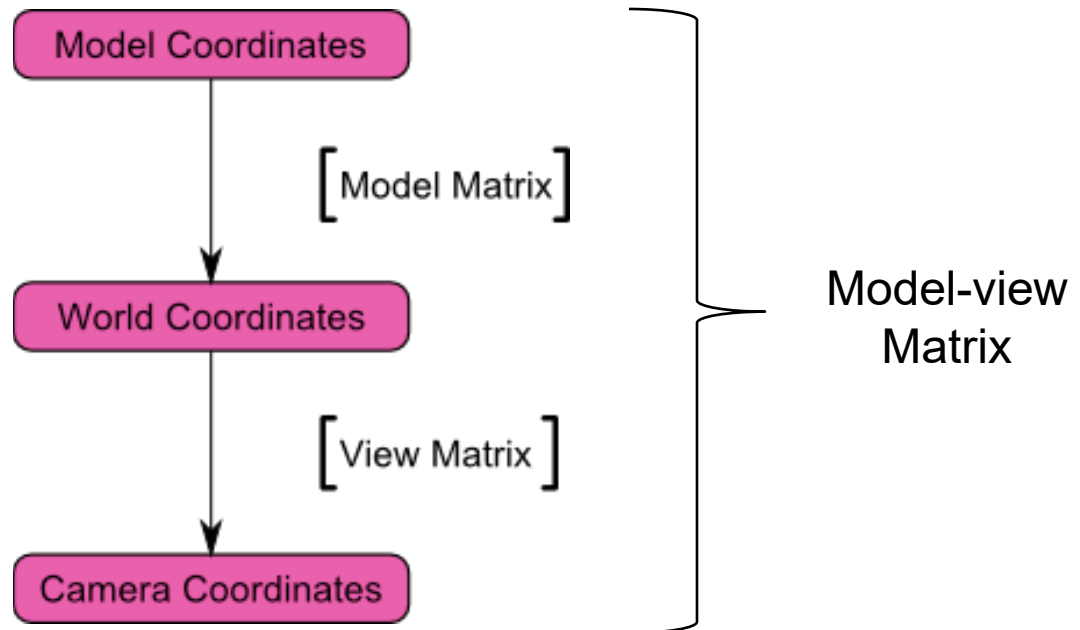 Model Coordinates
[Model Matrix]
World Coordinates
Model-view
Matrix
[View Matrix]
Camera Coordinates